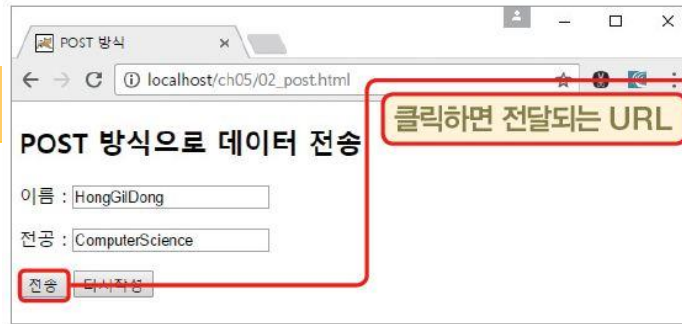 POST 방식
localhost/ch05/02_post.html
클릭하면 전달되는 URL
POST 방식으로 데이터 전송
이름 : HongGilDong
전공 : ComputerScience
전송 다시작성